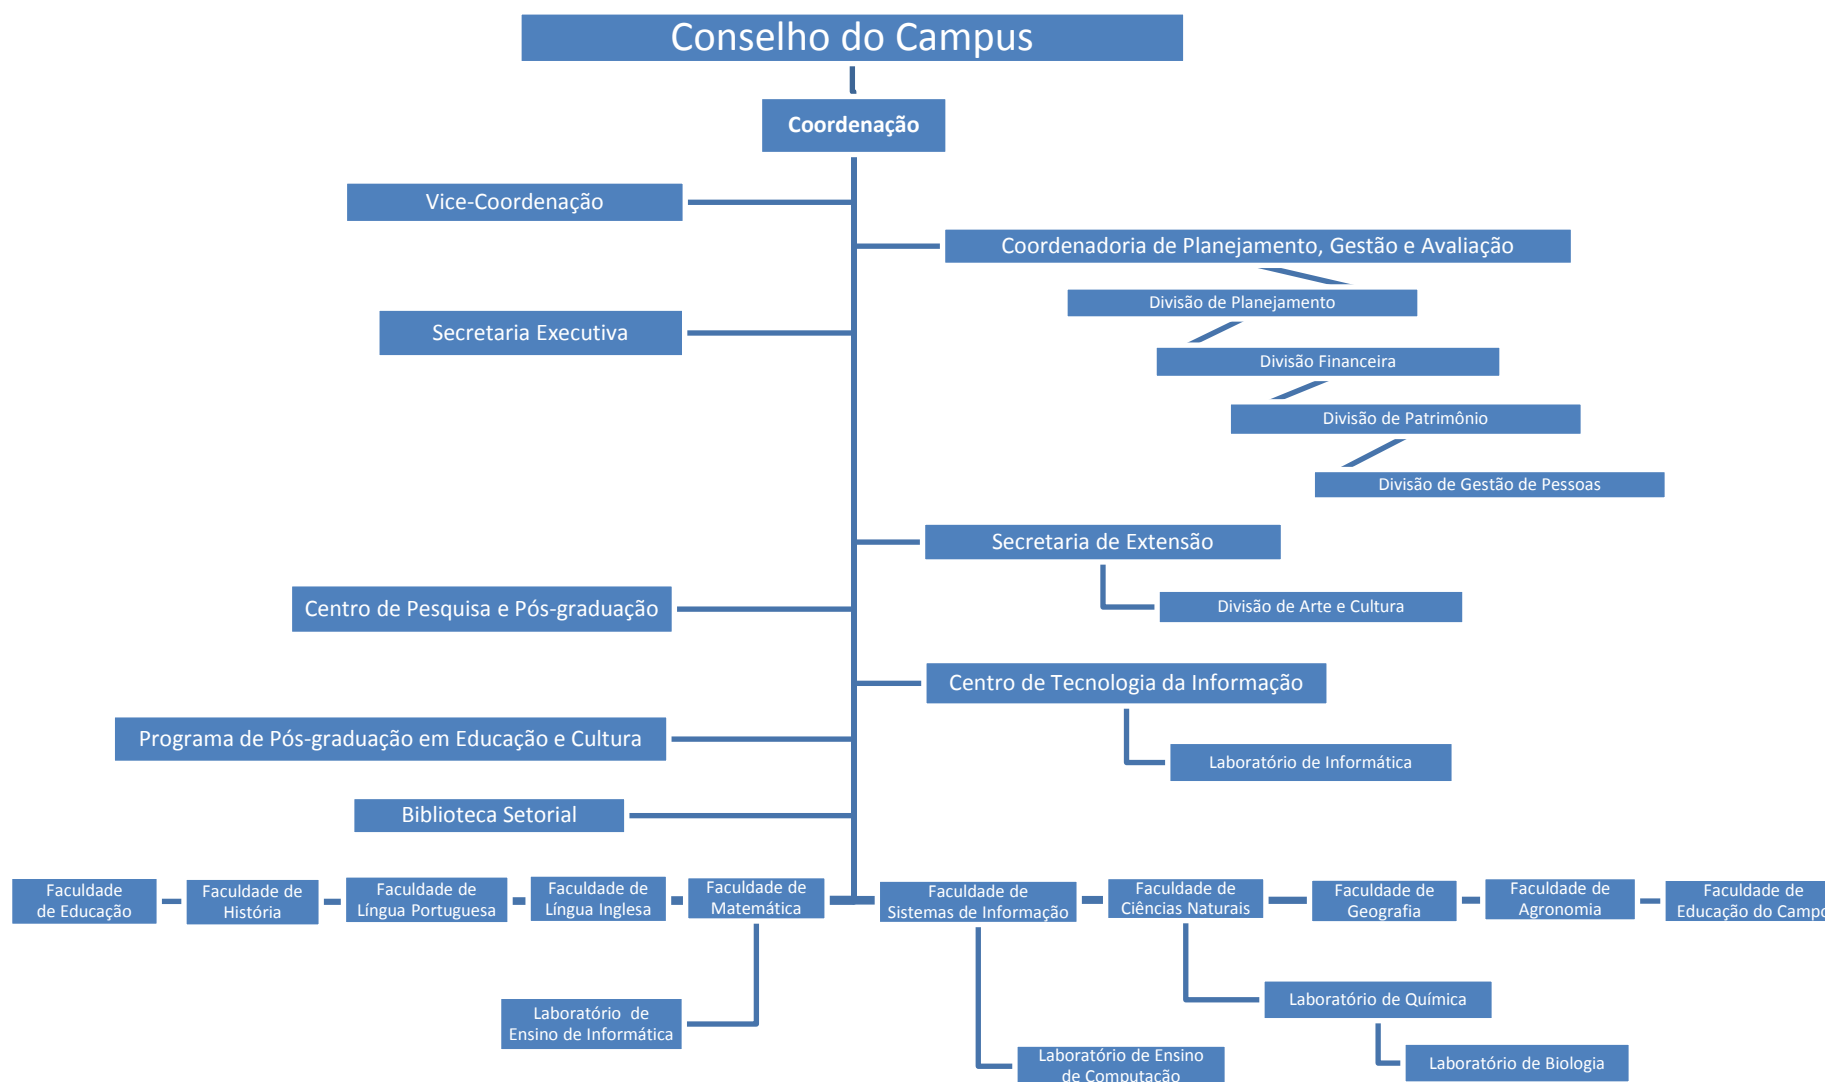 Conselho do Campus
Coordenação
Vice-Coordenação
Coordenadoria de Planejamento, Gestão e Avaliação
Divisão de Planejamento
Secretaria Executiva
Divisão Financeira
Divisão de Patrimônio
Divisão de Gestão de Pessoas
Secretaria de Extensão
Centro de Pesquisa e Pós-graduação
Divisão de Arte e Cultura
Centro de Tecnologia da Informação
Programa de Pós-graduação em Educação e Cultura
Laboratório de Informática
Biblioteca Setorial
Faculdade
de Educação
Faculdade de
História
Faculdade de
Língua Portuguesa
Faculdade de
Língua Inglesa
Faculdade de
Matemática
Faculdade de
Sistemas de Informação
Faculdade de
Ciências Naturais
Faculdade de
Geografia
Faculdade de
Agronomia
Faculdade de
Educação do Campo
Laboratório de
Ensino de Informática
Laboratório de Química
Laboratório de Ensino
de Computação
Laboratório de Biologia